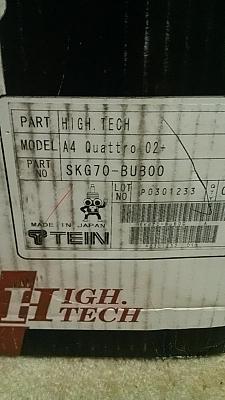 PART HIGH.TECH
MODEL A4 Quattro 02-
PART NO SKG70-BUB00
LOT NO P0301233
MADE IN JAPAN
TEIN
HIGH.
TECH